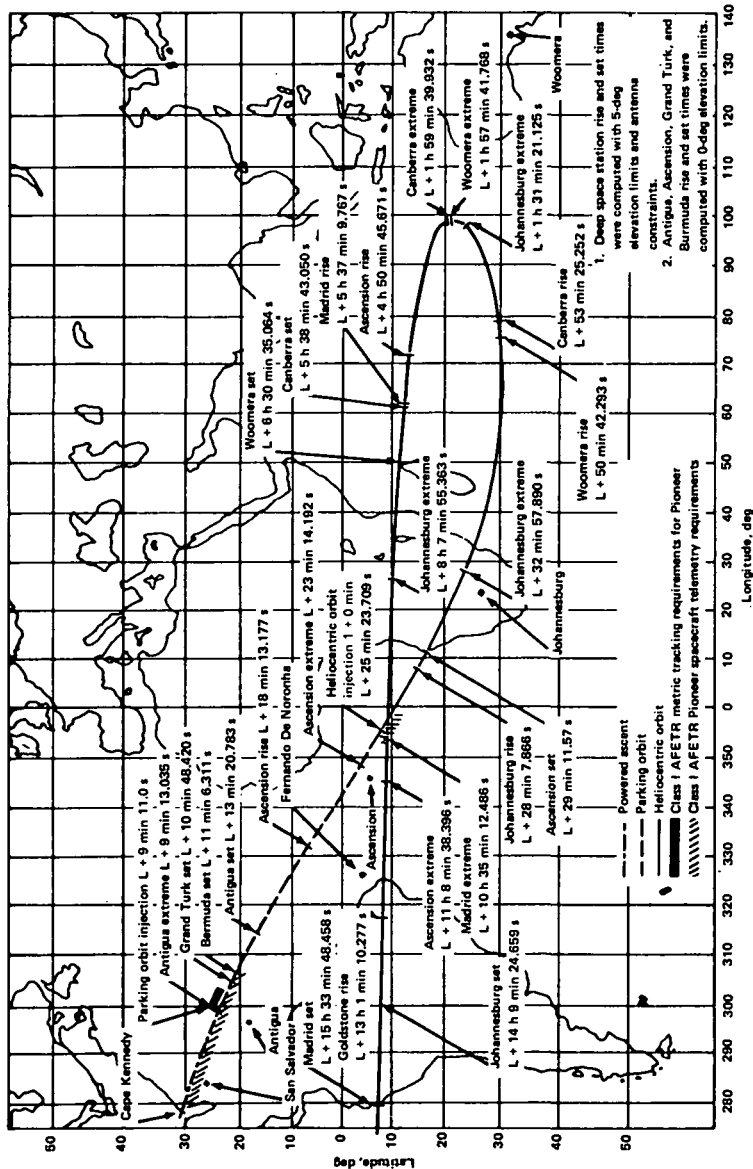 Cape Kennedy
Parking orbit injection L + 9 min 11.0 s
Antigua extreme L + 9 min 13.035 s
Grand Turk set L + 10 min 48.420 s
Bermuda set L + 11 min 6.311 s
Antigua set L + 13 min 20.783 s
Ascension rise L + 18 min 13.177 s
Fernando De Noronha
Ascension extreme L + 23 min 14.192 s
Heliocentric orbit
injection 1 + 0 min
L + 25 min 23.709 s
Woomera set
L + 6 h 30 min 35.064 s
Canberra set
L + 5 h 38 min 43.050 s
Madrid rise
L + 5 h 37 min 9.767 s
Ascension rise
L + 4 h 50 min 45.671 s
Canberra extreme
L + 1 h 59 min 39.932 s
Woomera extreme
L + 1 h 57 min 41.768 s
Woomera
Johannesburg extreme
L + 1 h 31 min 21.125 s
Antigua
San Salvador
Madrid set
L + 15 h 33 min 48.458 s
Goldstone rise
L + 13 h 1 min 10.277 s
Ascension
Ascension extreme
L + 11 h 8 min 38.396 s
Madrid extreme
L + 10 h 35 min 12.486 s
Johannesburg extreme
L + 8 h 7 min 55.363 s
Johannesburg set
L + 14 h 9 min 24.659 s
Johannesburg rise
L + 28 min 7.866 s
Ascension set
L + 29 min 11.57 s
Johannesburg
Johannesburg extreme
L + 32 min 57.890 s
Woomera rise
L + 50 min 42.293 s
Canberra rise
L + 53 min 25.252 s
1. Deep space station rise and set times
were computed with 5-deg
elevation limits and antenna
constraints.
2. Antigua, Ascension, Grand Turk, and
Burmuda rise and set times were
computed with 0-deg elevation limits.
Powered ascent
Parking orbit
Heliocentric orbit
Class I AFETR metric tracking requirements for Pioneer
Class I AFETR Pioneer spacecraft telemetry requirements
Latitude, deg
50
40
30
20
10
0
10
20
30
40
50
280 290 300 310 320 330 340 350 0 10 20 30 40 50 60 70 80 90 100 110 120 130 140
Longitude, deg